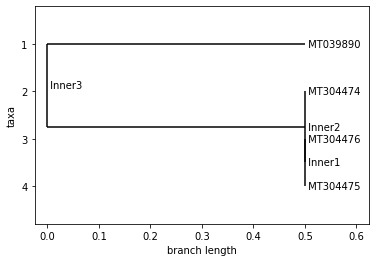 1
MT039890
2
MT304474
Inner3
taxa
Inner2
3
MT304476
Inner1
4
MT304475
0.0 0.1 0.2 0.3 0.4 0.5 0.6
branch length